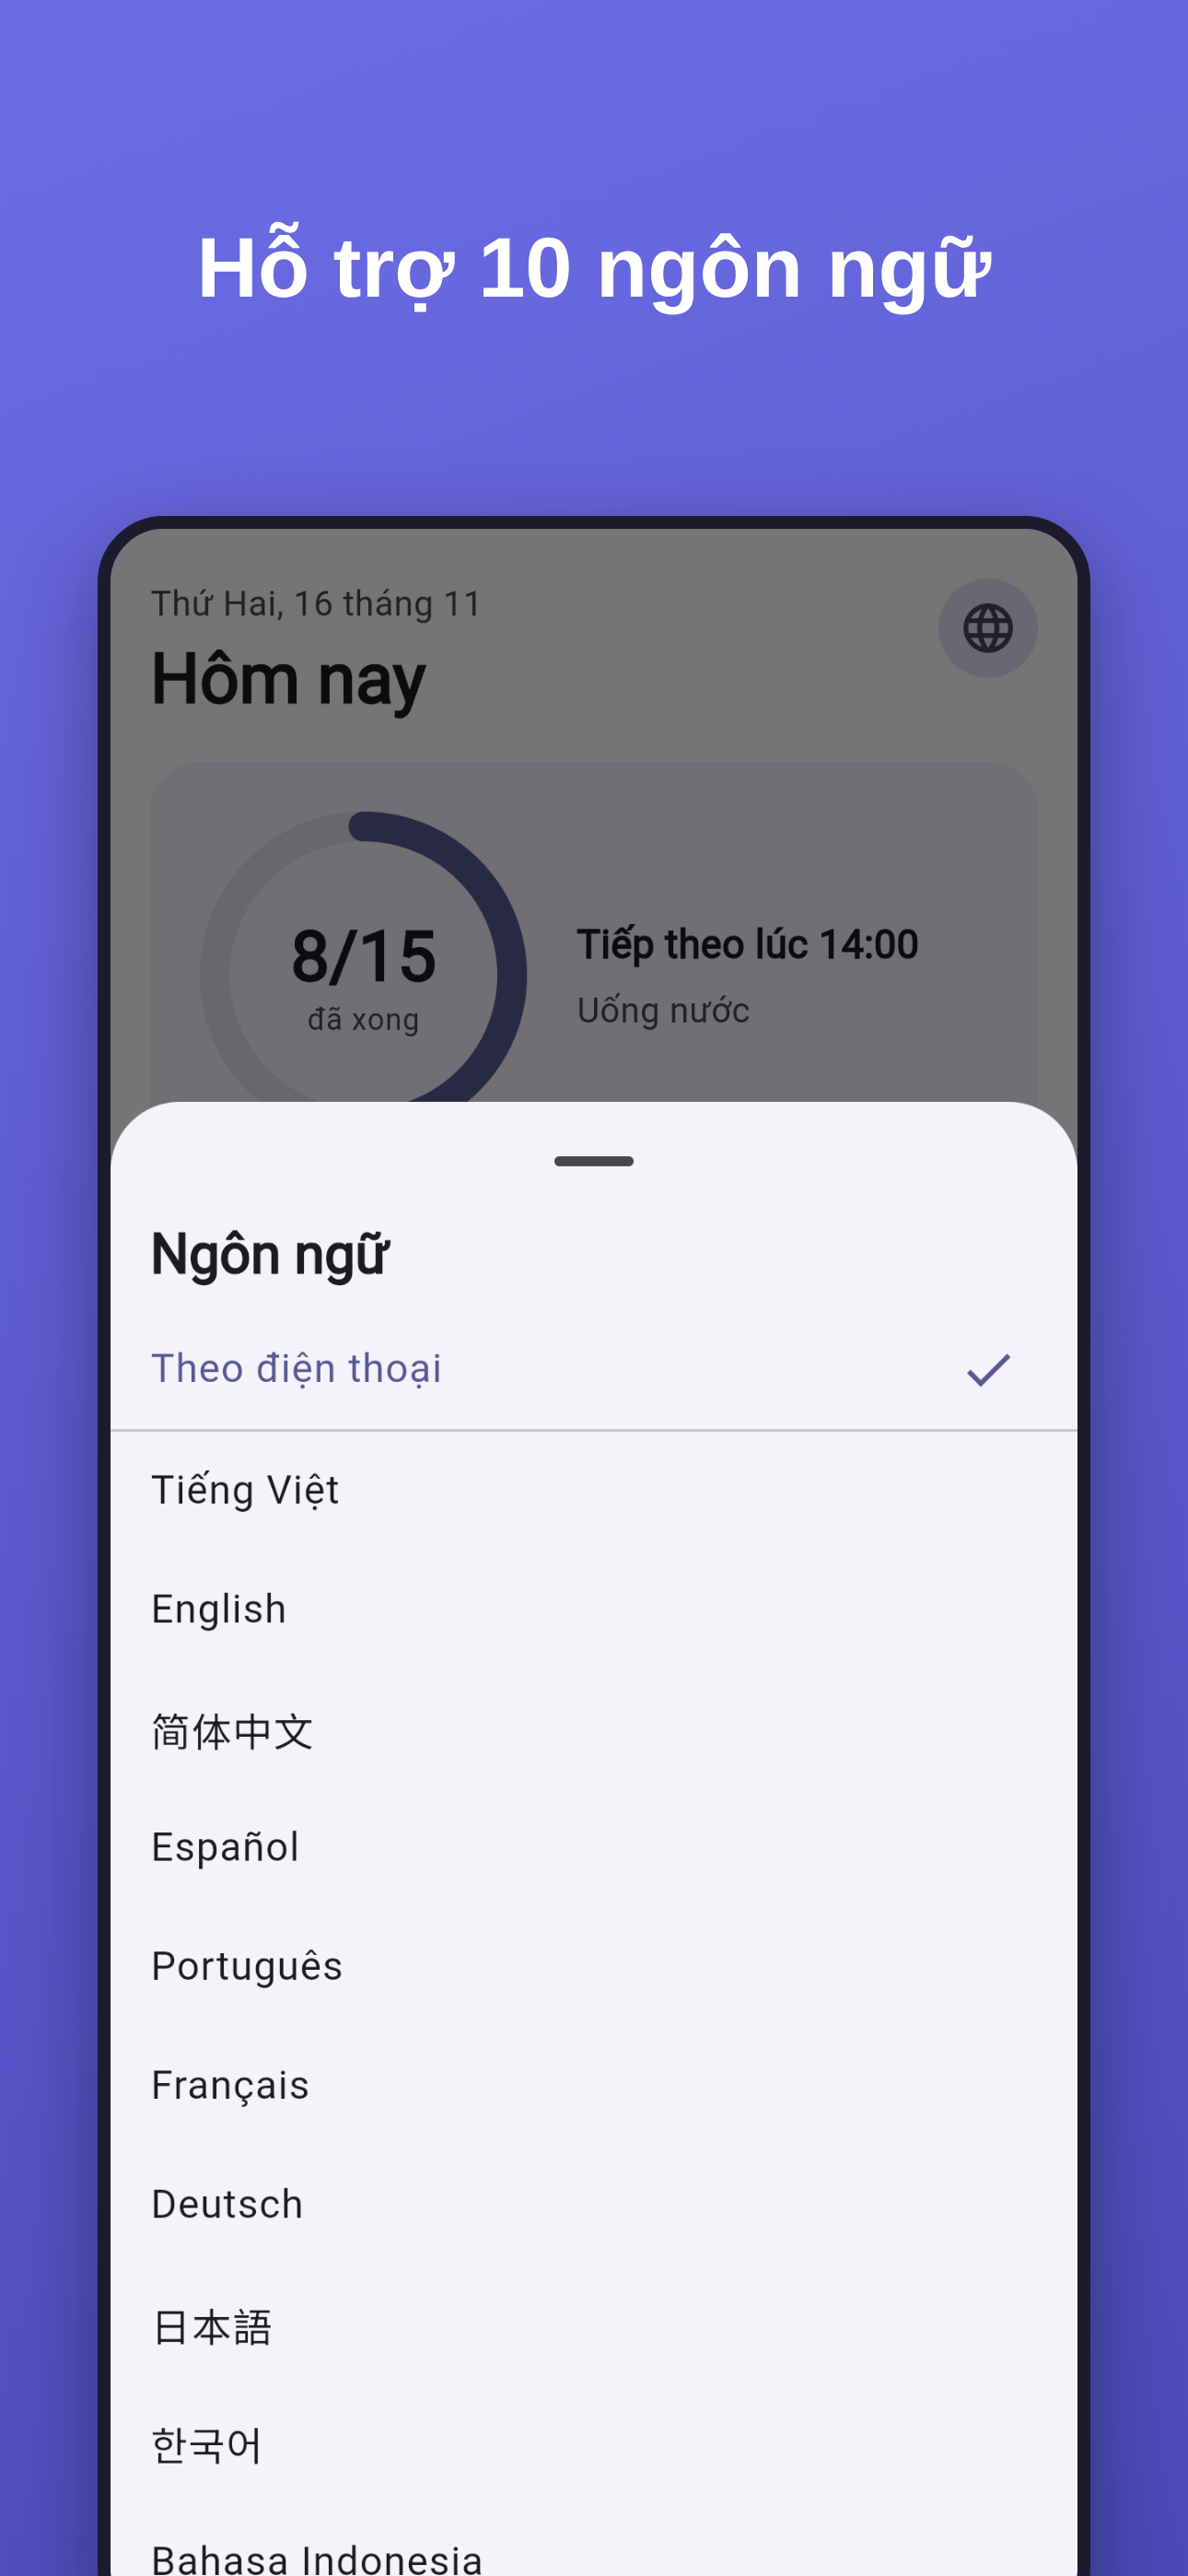 Hỗ trợ 10 ngôn ngữ
Thứ Hai, 16 tháng 11
Hôm nay
8/15
đã xong
Tiếp theo lúc 14:00
Uống nước
Ngôn ngữ
Theo điện thoại
Tiếng Việt
English
简体中文
Español
Português
Français
Deutsch
日本語
한국어
Bahasa Indonesia